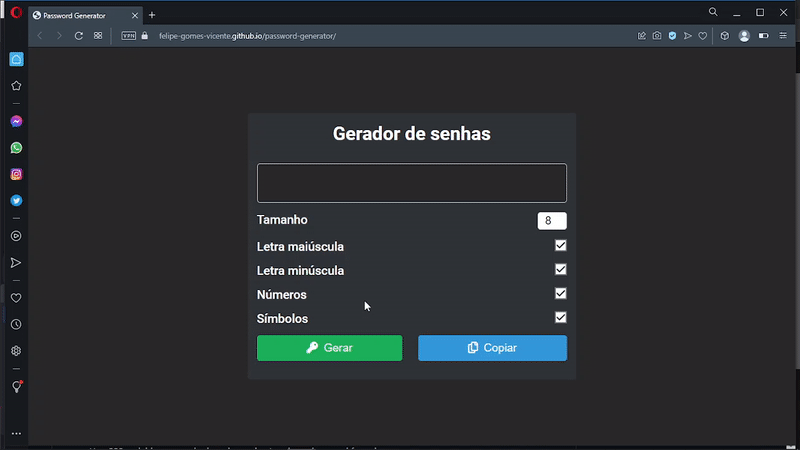 Password Generator
VPN
felipe-gomes-vicente.github.io/password-generator/
Gerador de senhas
Tamanho
8
Letra maiúscula
Letra minúscula
Números
Símbolos
Gerar
Copiar